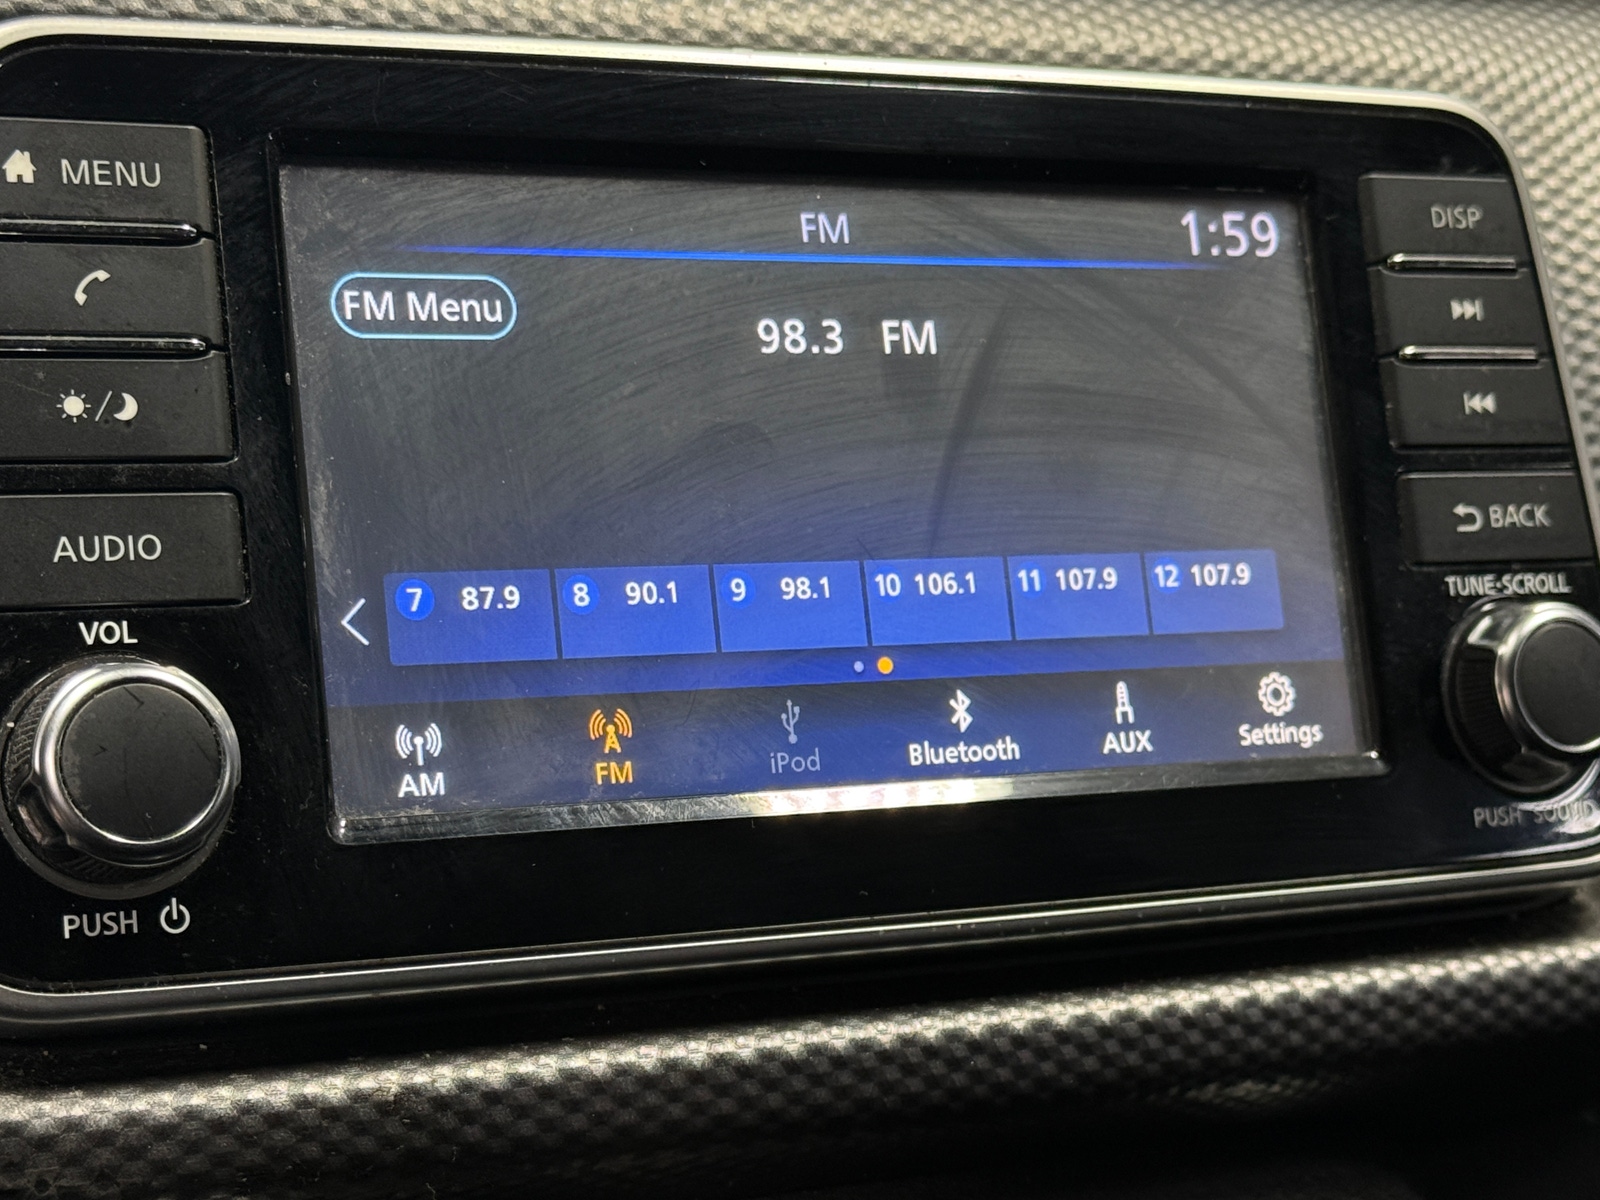 MENU
AUDIO
VOL
PUSH
FM
1:59
FM Menu
98.3 FM
7 87.9
8 90.1
9 98.1
10 106.1
11 107.9
12 107.9
AM
FM
iPod
Bluetooth
AUX
Settings
DISP
BACK
TUNE•SCROLL
PUSH SOUND